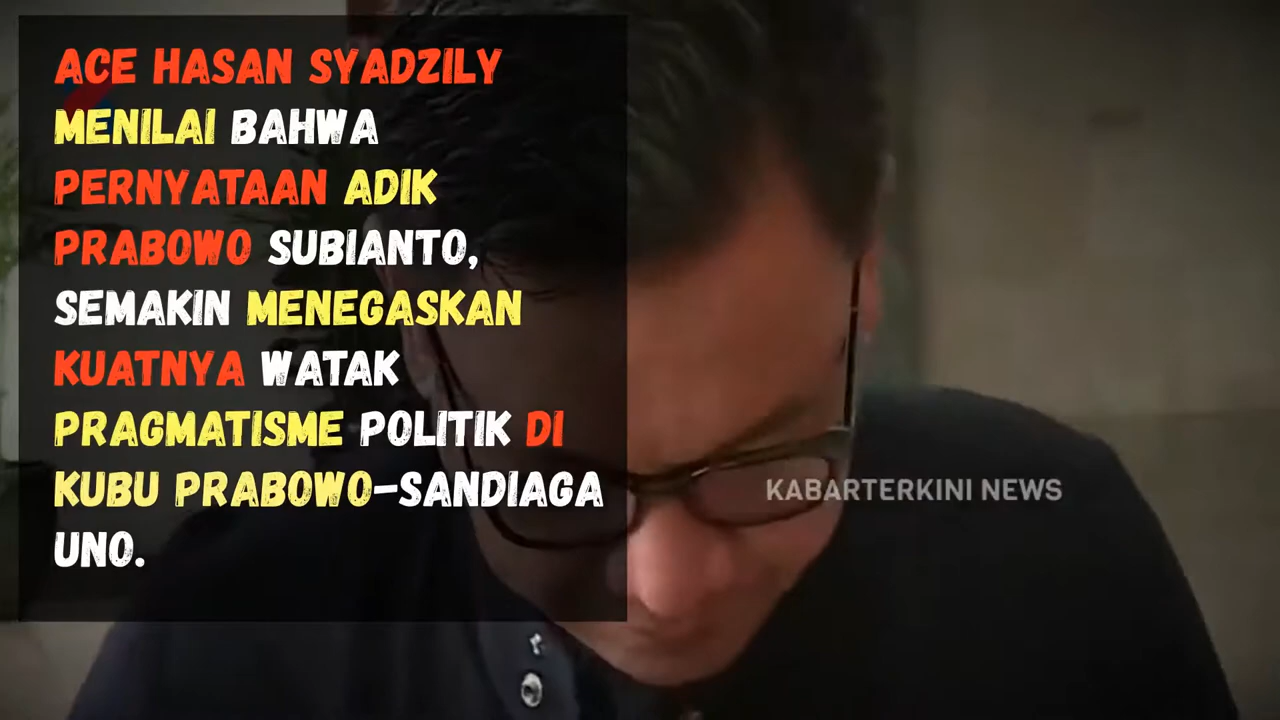 ACE HASAN SYADZILY
MENILAI BAHWA
PERNYATAAN ADIK
PRABOWO SUBIANTO,
SEMAKIN MENEGASKAN
KUATNYA WATAK
PRAGMATISME POLITIK DI
KUBU PRABOWO-SANDIAGA
UNO.
KABARTERKINI NEWS